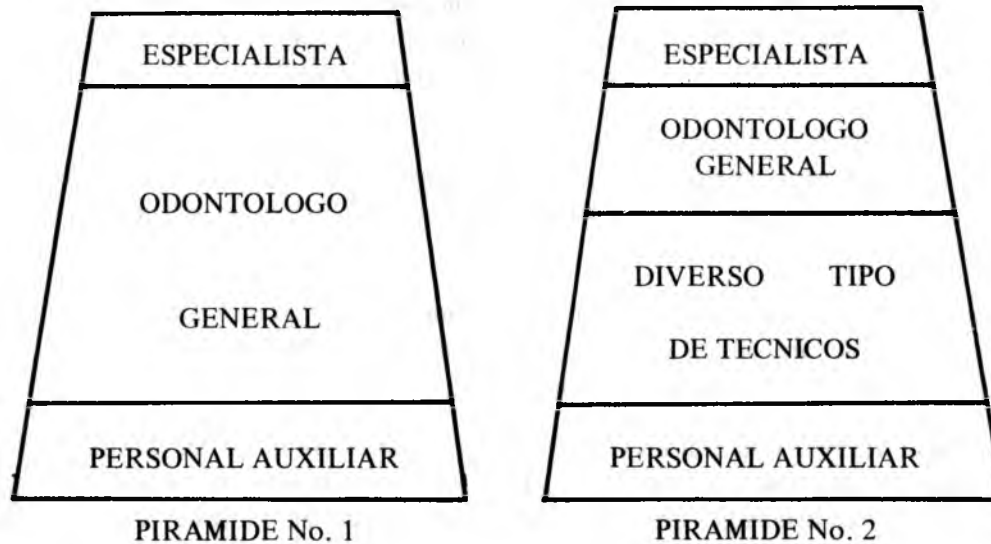 ESPECIALISTA
ODONTOLOGO
GENERAL
PERSONAL AUXILIAR
PIRAMIDE No. 1
ESPECIALISTA
ODONTOLOGO
GENERAL
DIVERSO TIPO
DE TECNICOS
PERSONAL AUXILIAR
PIRAMIDE No. 2